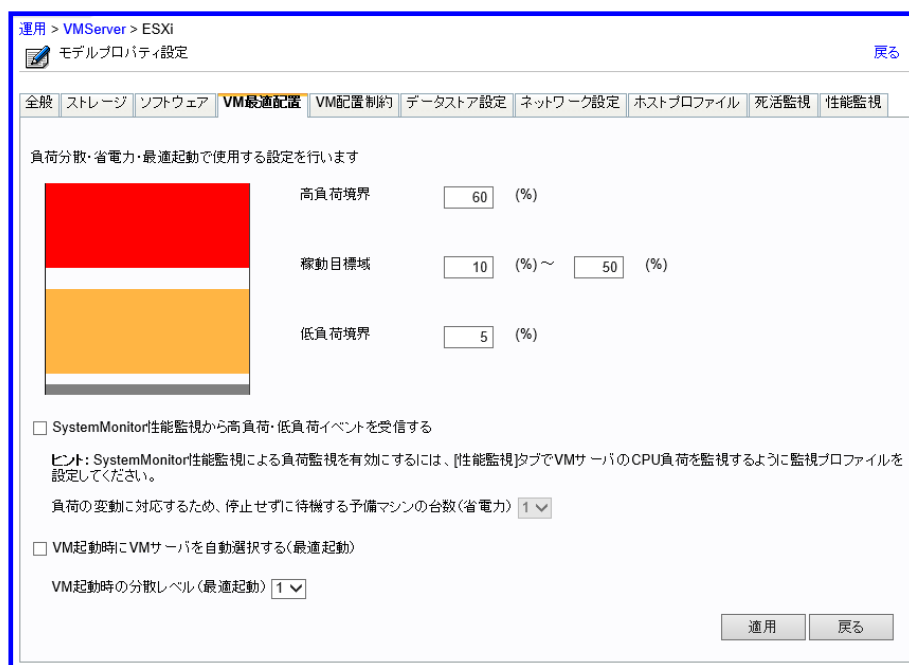 運用 > VMServer > ESXi
モデルプロパティ設定
戻る
全般 ストレージ ソフトウェア VM最適配置 VM配置制約 データストア設定 ネットワーク設定 ホストプロファイル 死活監視 性能監視
負荷分散・省電力・最適起動で使用する設定を行います
高負荷境界 60 (%)
稼動目標域 10 (%)～ 50 (%)
低負荷境界 5 (%)
SystemMonitor性能監視から高負荷・低負荷イベントを受信する
ヒント: SystemMonitor性能監視による負荷監視を有効にするには、[性能監視]タブでVMサーバのCPU負荷を監視するように監視プロファイルを
設定してください。
負荷の変動に対応するため、停止せずに待機する予備マシンの台数(省電力) 1
VM起動時にVMサーバを自動選択する(最適起動)
VM起動時の分散レベル(最適起動) 1
適用 戻る